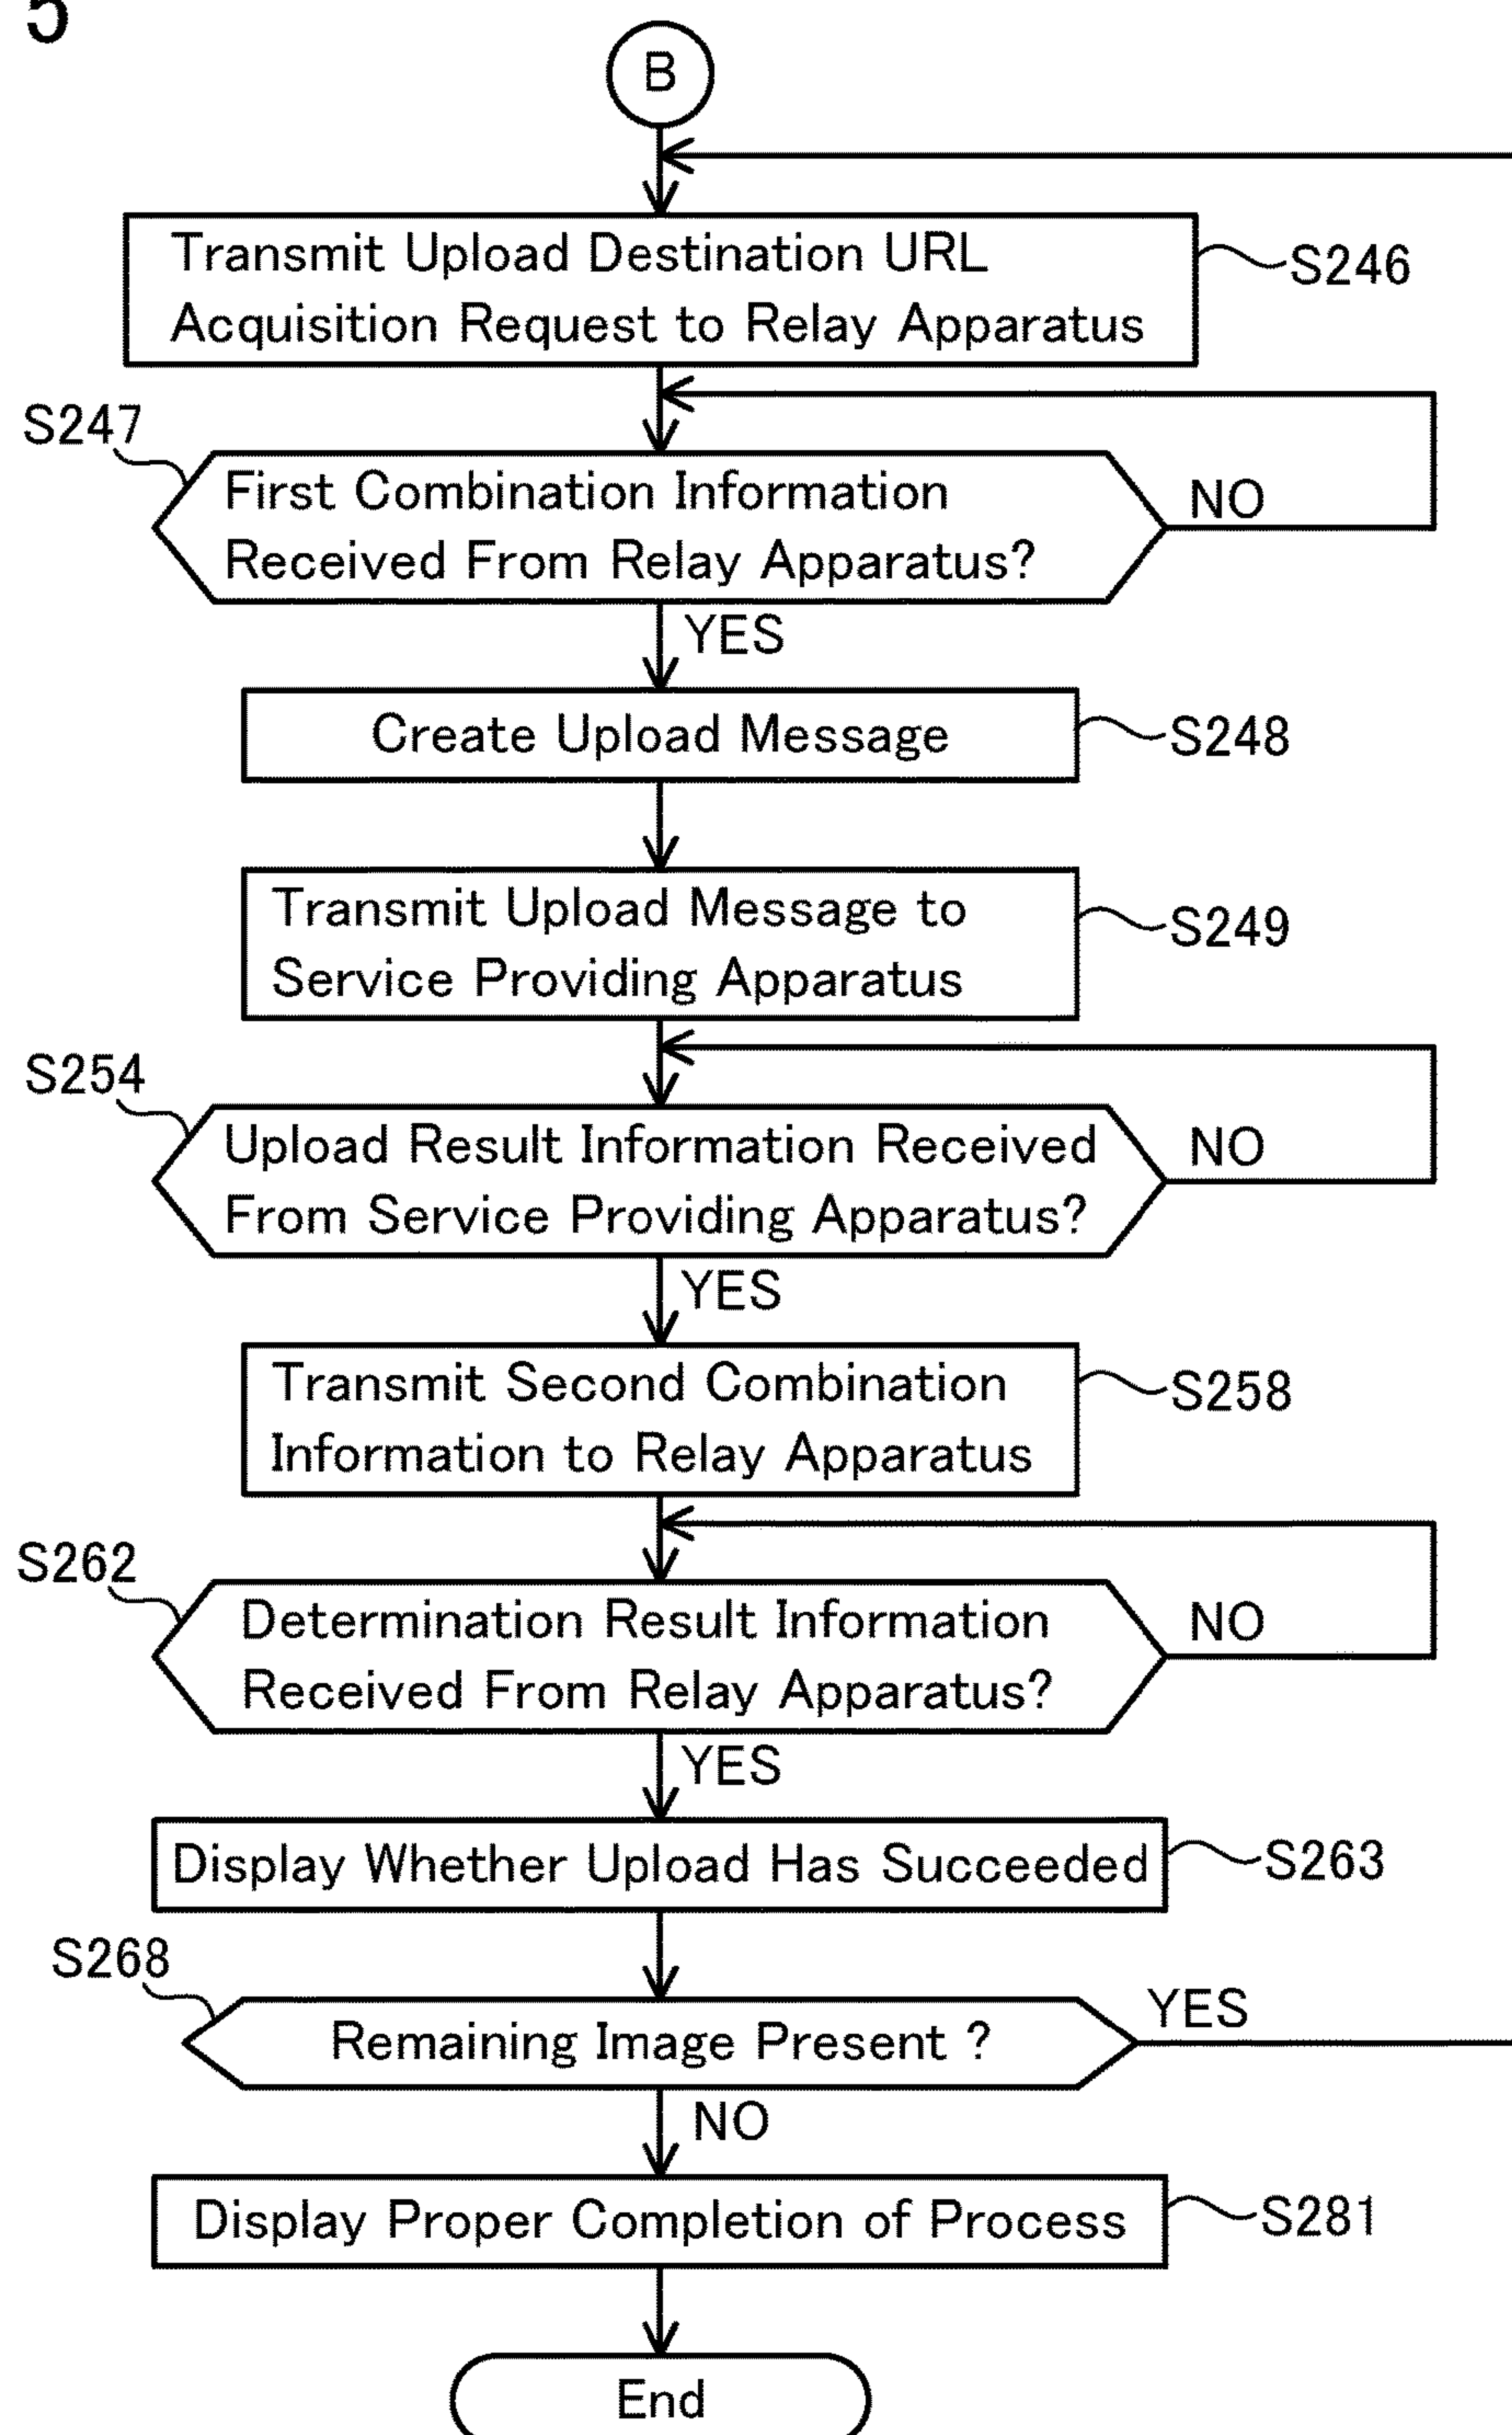 5
B
Transmit Upload Destination URL
Acquisition Request to Relay Apparatus
S246
S247
First Combination Information
Received From Relay Apparatus?
NO
YES
Create Upload Message
S248
Transmit Upload Message to
Service Providing Apparatus
S249
S254
Upload Result Information Received
From Service Providing Apparatus?
NO
YES
Transmit Second Combination
Information to Relay Apparatus
S258
S262
Determination Result Information
Received From Relay Apparatus?
NO
YES
Display Whether Upload Has Succeeded
S263
S268
Remaining Image Present ?
YES
NO
Display Proper Completion of Process
S281
End